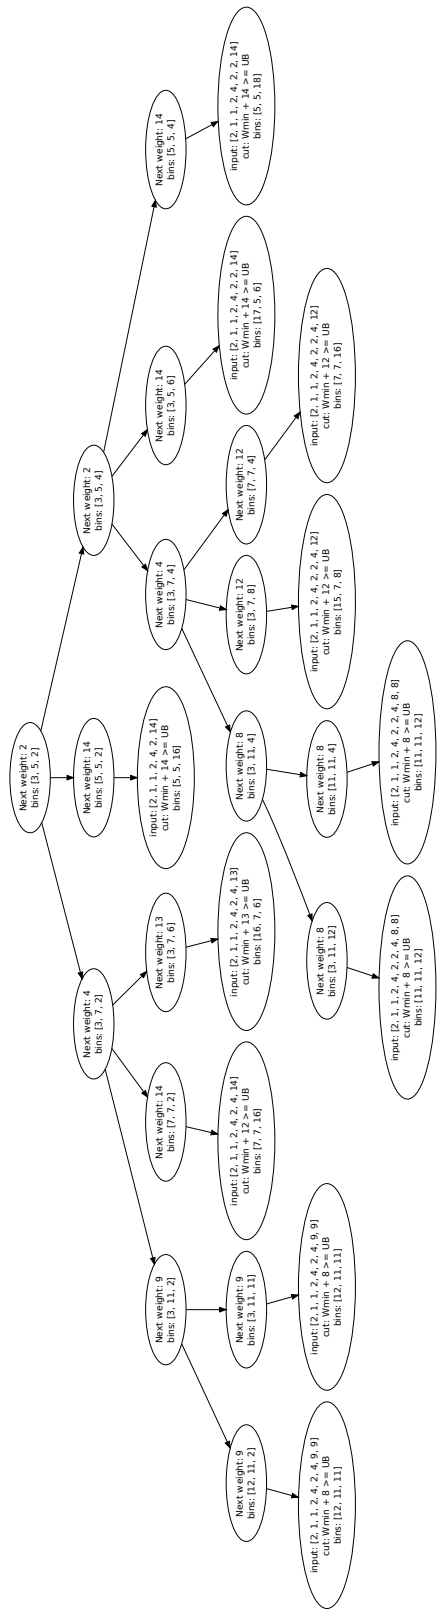 Next weight: 2
bins: [3, 5, 2]
Next weight: 4
bins: [3, 7, 2]
Next weight: 14
bins: [5, 5, 2]
Next weight: 2
bins: [3, 5, 4]
Next weight: 9
bins: [3, 11, 2]
Next weight: 14
bins: [7, 7, 2]
Next weight: 13
bins: [3, 7, 6]
input: [2, 1, 1, 2, 4, 2, 14]
cut: Wmin + 14 >= UB
bins: [5, 5, 16]
Next weight: 4
bins: [3, 7, 4]
Next weight: 14
bins: [3, 5, 6]
Next weight: 14
bins: [5, 5, 4]
Next weight: 9
bins: [12, 11, 2]
Next weight: 9
bins: [3, 11, 11]
input: [2, 1, 1, 2, 4, 2, 4, 14]
cut: Wmin + 12 >= UB
bins: [7, 7, 16]
input: [2, 1, 1, 2, 4, 2, 4, 13]
cut: Wmin + 13 >= UB
bins: [16, 7, 6]
Next weight: 8
bins: [3, 11, 4]
Next weight: 12
bins: [3, 7, 8]
Next weight: 12
bins: [7, 7, 4]
input: [2, 1, 1, 2, 4, 2, 2, 14]
cut: Wmin + 14 >= UB
bins: [17, 5, 6]
input: [2, 1, 1, 2, 4, 2, 2, 14]
cut: Wmin + 14 >= UB
bins: [5, 5, 18]
input: [2, 1, 1, 2, 4, 2, 4, 9, 9]
cut: Wmin + 8 >= UB
bins: [12, 11, 11]
input: [2, 1, 1, 2, 4, 2, 4, 9, 9]
cut: Wmin + 8 >= UB
bins: [12, 11, 11]
Next weight: 8
bins: [3, 11, 12]
Next weight: 8
bins: [11, 11, 4]
input: [2, 1, 1, 2, 4, 2, 2, 4, 12]
cut: Wmin + 12 >= UB
bins: [15, 7, 8]
input: [2, 1, 1, 2, 4, 2, 2, 4, 12]
cut: Wmin + 12 >= UB
bins: [7, 7, 16]
input: [2, 1, 1, 2, 4, 2, 2, 4, 8, 8]
cut: Wmin + 8 >= UB
bins: [11, 11, 12]
input: [2, 1, 1, 2, 4, 2, 2, 4, 8, 8]
cut: Wmin + 8 >= UB
bins: [11, 11, 12]